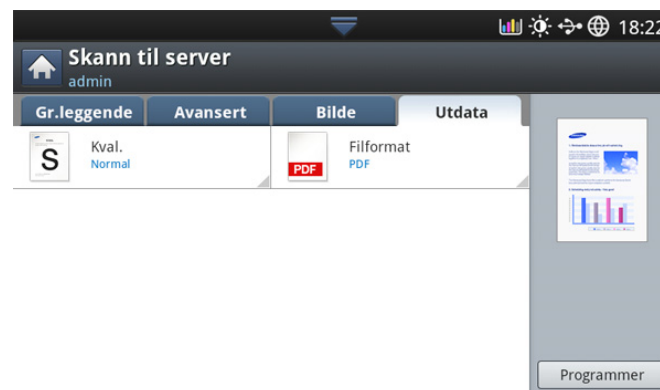 18:22
Skann til server
admin
Gr.leggende Avansert Bilde Utdata
S Kval. Normal
PDF Filformat PDF
Programmer